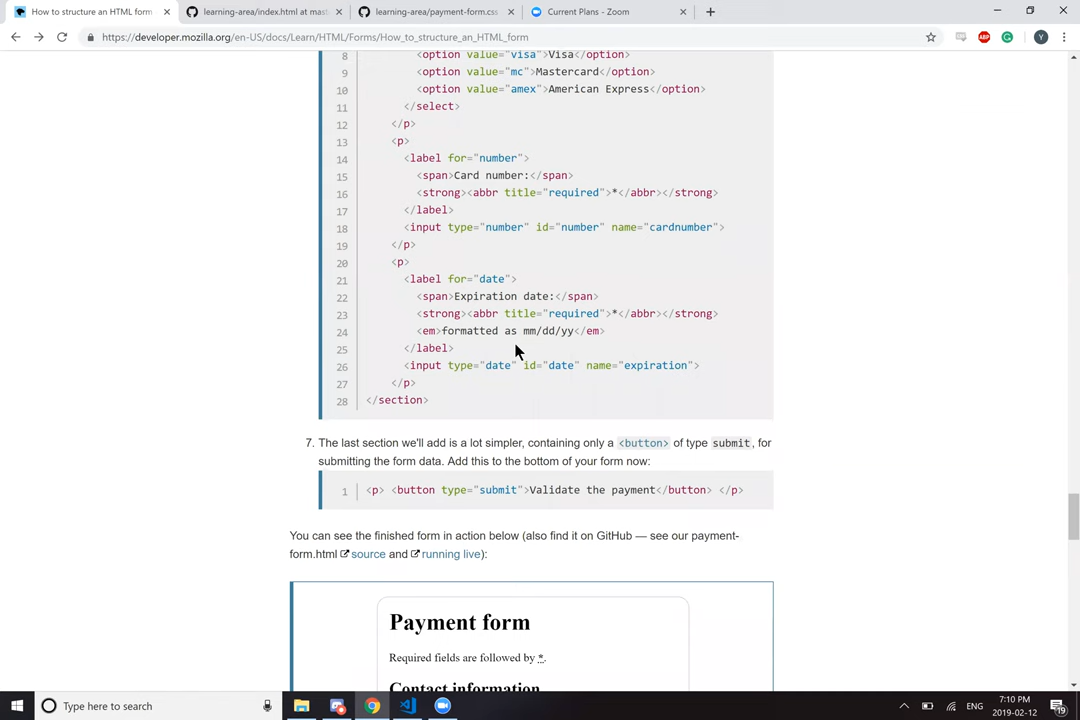 How to structure an HTML form
learning-area/index.html at mast
learning-area/payment-form.css
Current Plans - Zoom
https://developer.mozilla.org/en-US/docs/Learn/HTML/Forms/How_to_structure_an_HTML_form
ABP
Y
8 <option value="visa">Visa</option>
9 <option value="mc">Mastercard</option>
10 <option value="amex">American Express</option>
11 </select>
12 </p>
13 <p>
14 <label for="number">
15 <span>Card number:</span>
16 <strong><abbr title="required">*</abbr></strong>
17 </label>
18 <input type="number" id="number" name="cardnumber">
19 </p>
20 <p>
21 <label for="date">
22 <span>Expiration date:</span>
23 <strong><abbr title="required">*</abbr></strong>
24 <em>formatted as mm/dd/yy</em>
25 </label>
26 <input type="date" id="date" name="expiration">
27 </p>
28 </section>
7. The last section we'll add is a lot simpler, containing only a <button> of type submit, for
submitting the form data. Add this to the bottom of your form now:
1 <p> <button type="submit">Validate the payment</button> </p>
You can see the finished form in action below (also find it on GitHub — see our payment-
form.html source and running live):
Payment form
Required fields are followed by *.
Contact information
Type here to search
ENG
7:10 PM
2019-02-12
19